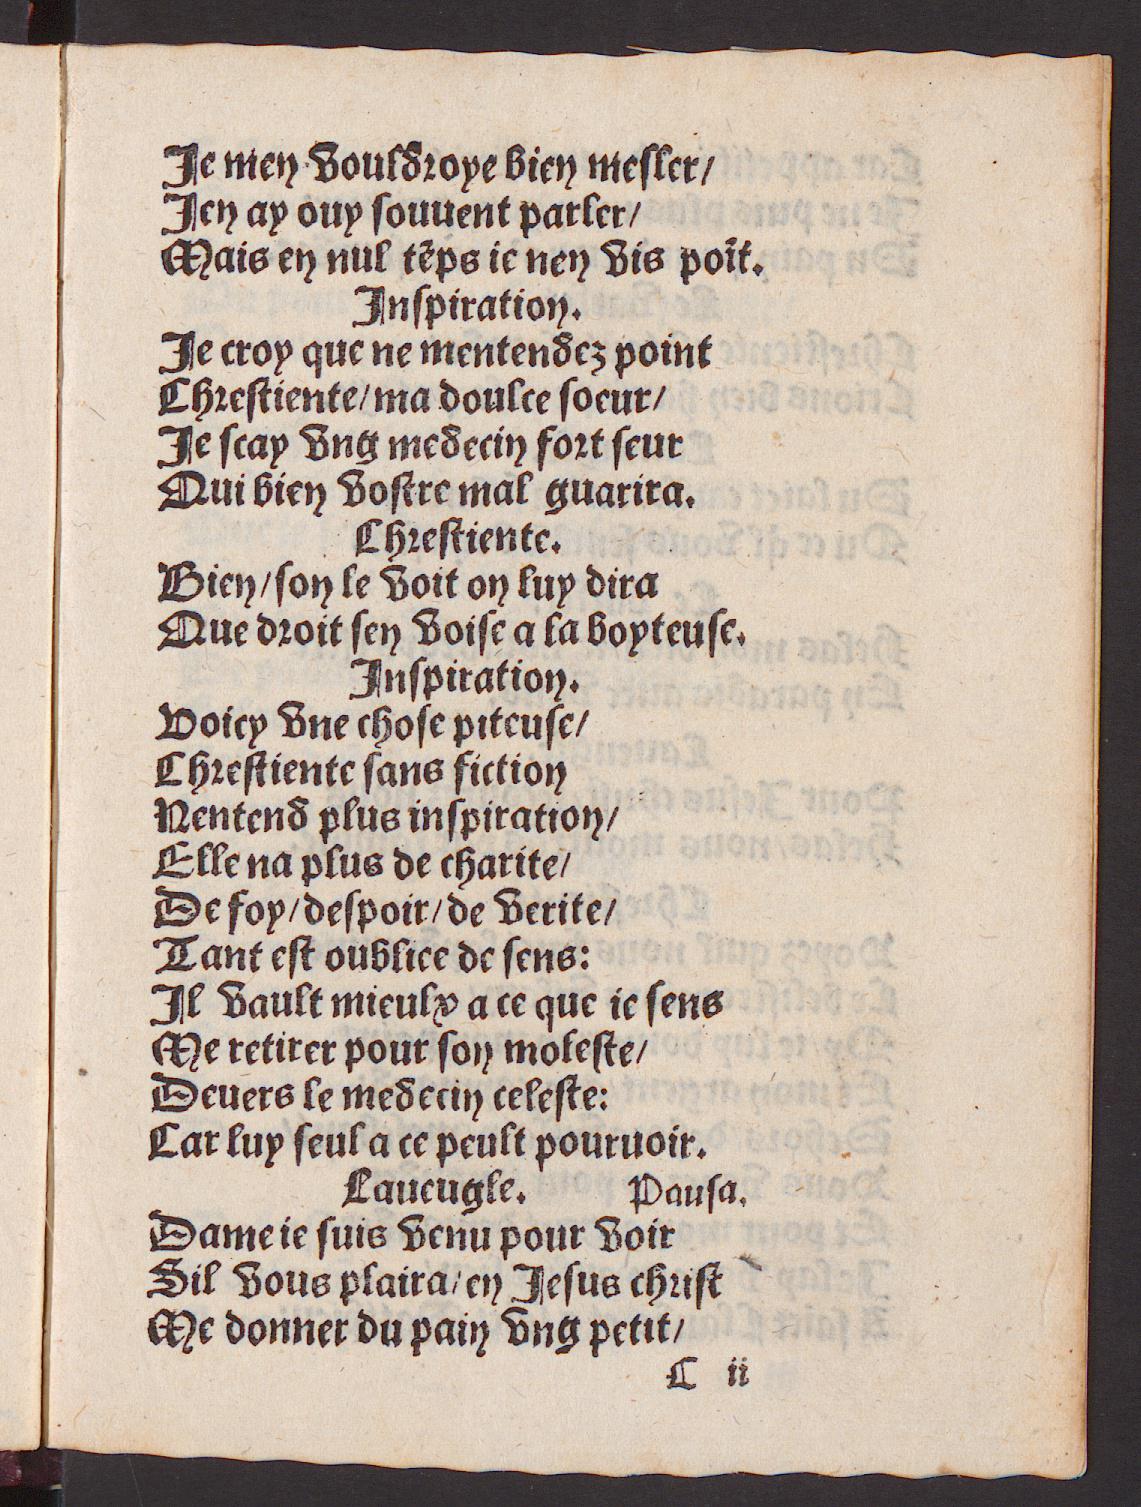 Je men vouldroye bien mesler/
Jen ay ouy souuent parler/
Mais en nul tēps ie nen vis poīt.
Inspiration.
Je croy que ne mentendez point
Chrestiente/ma doulce soeur/
Je scay vng medecin fort seur
Qui bien vostre mal guarira.
Chrestiente.
Bien/son le voit on luy dira
Que droit sen voise a la boyteuse.
Inspiration.
Voicy vne chose piteuse/
Chrestiente sans fiction
Nentend plus inspiration/
Elle na plus de charite/
De foy/despoir/de verite/
Tant est oubliee de sens:
Il vault mieulx a ce que ie sens
Me retirer pour son moleste/
Deuers le medecin celeste:
Car luy seul a ce peult pouruoir.
Laueugle. Pausa.
Dame ie suis venu pour voir
Sil vous plaira/en Jesus christ
Me donner du pain vng petit/
C ii